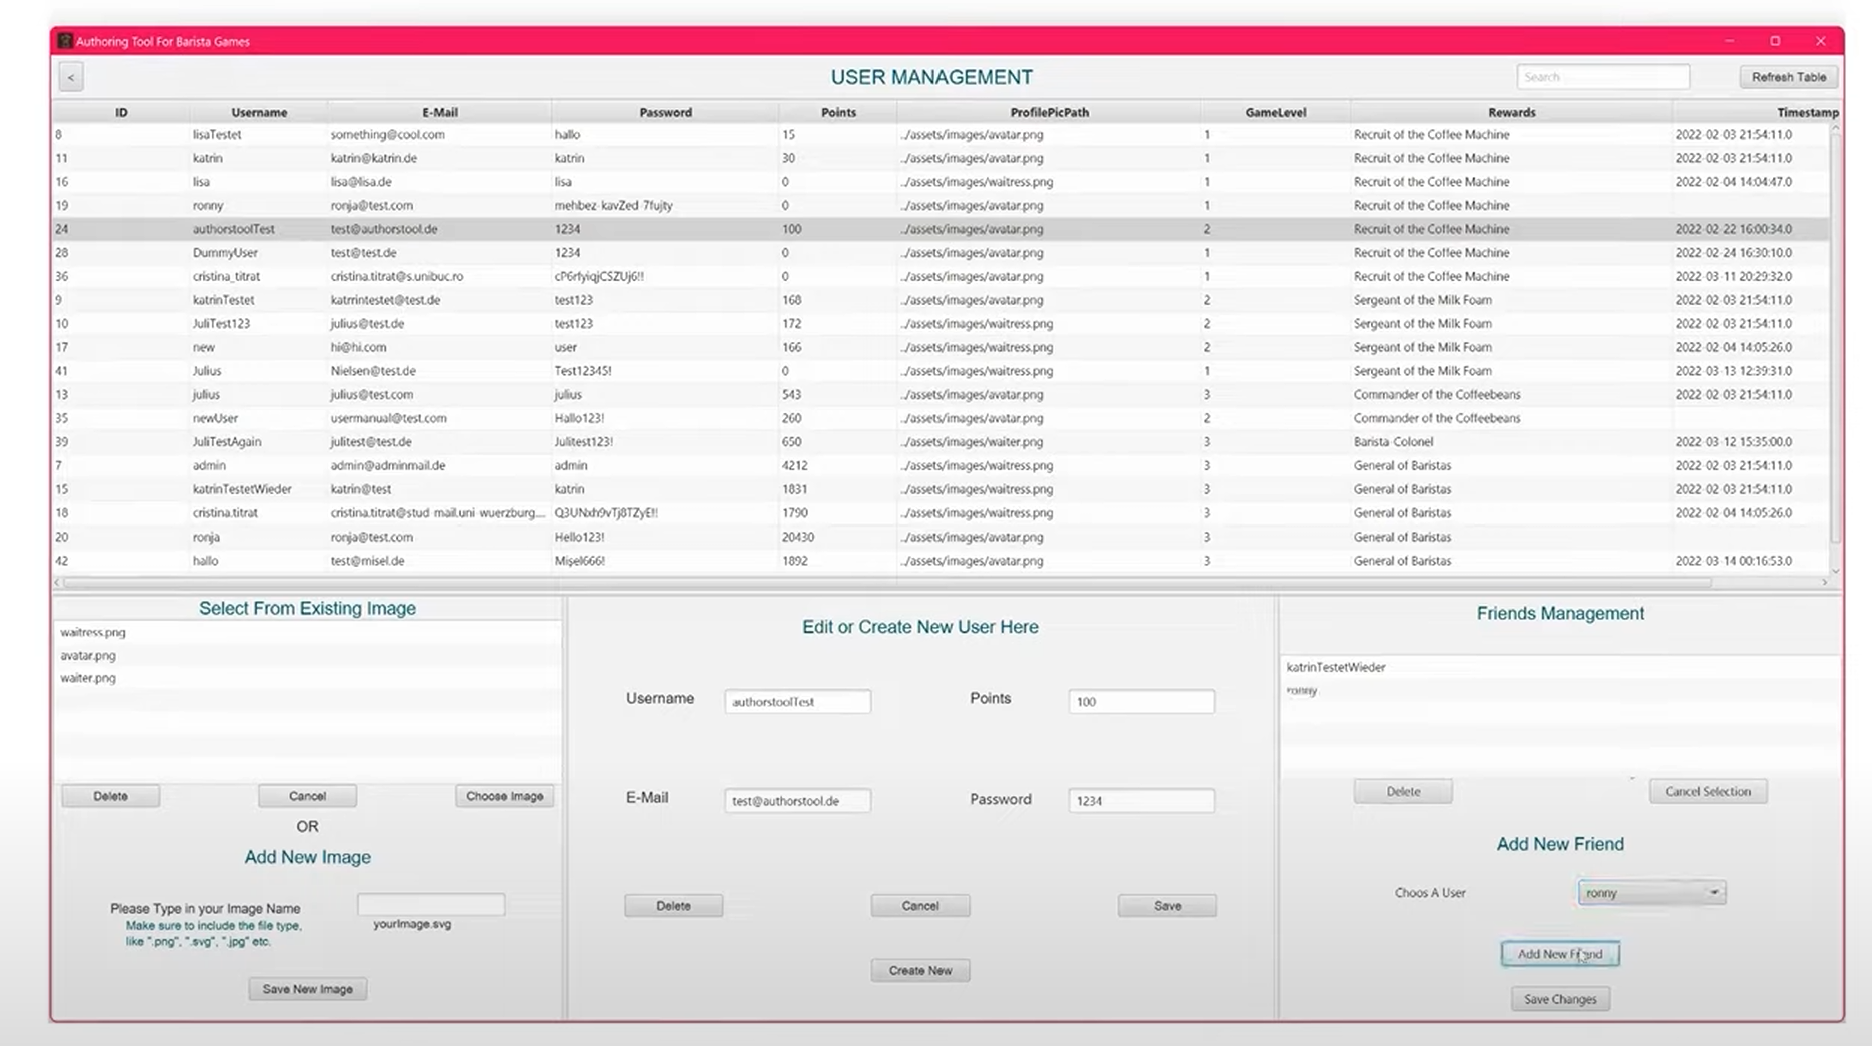 Authoring Tool For Barista Games
< USER MANAGEMENT Search Refresh Table
ID Username E-Mail Password Points ProfilePicPath GameLevel Rewards Timestamp
8 lisaTestet something@cool.com hallo 15 ../assets/images/avatar.png 1 Recruit of the Coffee Machine 2022-02-03 21:54:11.0
11 katrin katrin@katrin.de katrin 30 ../assets/images/avatar.png 1 Recruit of the Coffee Machine 2022-02-03 21:54:11.0
16 lisa lisa@lisa.de lisa 0 ../assets/images/waitress.png 1 Recruit of the Coffee Machine 2022-02-04 14:04:47.0
19 ronny ronja@test.com mehbez-kavZed-7fujty 0 ../assets/images/avatar.png 1 Recruit of the Coffee Machine
24 authorstoolTest test@authorstool.de 1234 100 ../assets/images/avatar.png 2 Recruit of the Coffee Machine 2022-02-22 16:00:34.0
28 DummyUser test@test.de 1234 0 ../assets/images/avatar.png 1 Recruit of the Coffee Machine 2022-02-24 16:30:10.0
36 cristina_titrat cristina.titrat@s.unibuc.ro 0 ../assets/images/avatar.png 1 Recruit of the Coffee Machine 2022-03-11 20:29:32.0
9 katrinTestet katrrintestet@test.de test123 168 ../assets/images/avatar.png 2 Sergeant of the Milk Foam 2022-02-03 21:54:11.0
10 JuliTest123 julius@test.de test123 172 ../assets/images/waitress.png 2 Sergeant of the Milk Foam 2022-02-03 21:54:11.0
17 new hi@hi.com user 166 ../assets/images/waitress.png 2 Sergeant of the Milk Foam 2022-02-04 14:05:26.0
41 Julius Nielsen@test.de Test12345! 0 ../assets/images/waitress.png 1 Sergeant of the Milk Foam 2022-03-13 12:39:31.0
13 julius julius@test.com julius 543 ../assets/images/avatar.png 3 Commander of the Coffeebeans 2022-02-03 21:54:11.0
35 newUser usermanual@test.com Hallo123! 260 ../assets/images/avatar.png 2 Commander of the Coffeebeans
39 JuliTestAgain julitest@test.de Julitest123! 650 ../assets/images/waiter.png 3 Barista-Colonel 2022-03-12 15:35:00.0
7 admin admin@adminmail.de admin 4212 ../assets/images/waitress.png 3 General of Baristas 2022-02-03 21:54:11.0
15 katrinTestetWieder katrin@test katrin 1831 ../assets/images/waitress.png 3 General of Baristas 2022-02-03 21:54:11.0
18 cristina.titrat cristina.titrat@stud-mail.uni-wuerzburg.... 1790 ../assets/images/waitress.png 3 General of Baristas 2022-02-04 14:05:26.0
20 ronja ronja@test.com Hello123! 20430 ../assets/images/avatar.png 3 General of Baristas
42 hallo test@misel.de Mişel666! 1892 ../assets/images/avatar.png 3 General of Baristas 2022-03-14 00:16:53.0
Select From Existing Image
waitress.png
avatar.png
waiter.png
Delete Cancel Choose Image
OR
Add New Image
Please Type in your Image Name
Make sure to include the file type,
like ".png", ".svg", ".jpg" etc.
yourImage.svg
Save New Image
Edit or Create New User Here
Username authorstoolTest Points 100
E-Mail test@authorstool.de Password 1234
Delete Cancel Save
Create New
Friends Management
katrinTestetWieder
ronny
Delete Cancel Selection
Add New Friend
Choos A User ronny
Add New Friend
Save Changes